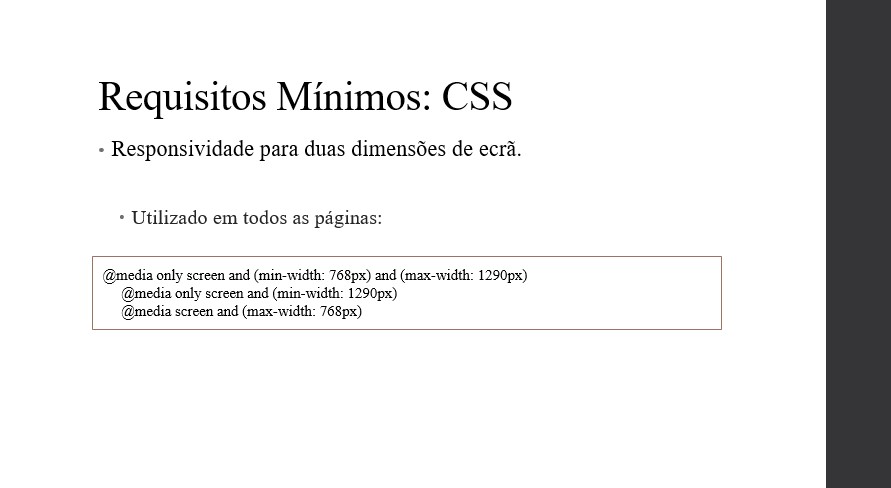 Requisitos Mínimos: CSS
• Responsividade para duas dimensões de ecrã.
• Utilizado em todos as páginas:
@media only screen and (min-width: 768px) and (max-width: 1290px)
@media only screen and (min-width: 1290px)
@media screen and (max-width: 768px)